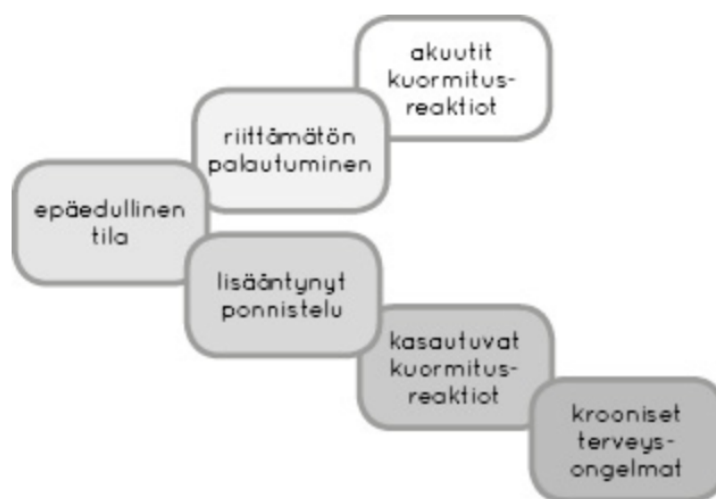 akuutit
kuormitus-
reaktiot
riittämätön
palautuminen
epäedullinen
tila
lisääntynyt
ponnistelu
kasautuvat
kuormitus-
reaktiot
krooniset
terveys-
ongelmat